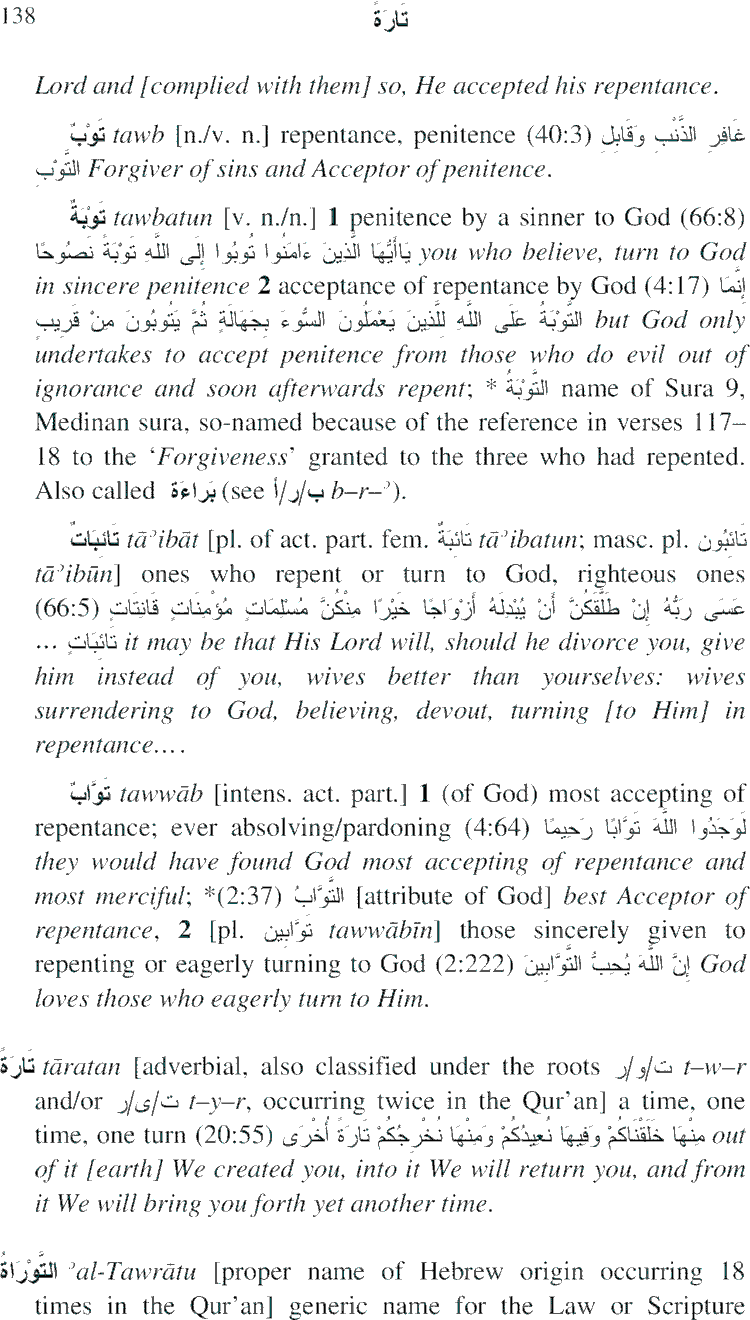 138 تَارَةً
Lord and [complied with them] so, He accepted his repentance.
تَوْبٌ tawb [n./v. n.] repentance, penitence (40:3) غَافِرِ الذَّنْبِ وَقَابِلِ
التَّوْبِ Forgiver of sins and Acceptor of penitence.
تَوْبَةٌ tawbatun [v. n./n.] 1 penitence by a sinner to God (66:8)
يَاأَيُّهَا الَّذِينَ ءَامَنُوا تُوبُوا إِلَى اللَّهِ تَوْبَةً نَصُوحًا you who believe, turn to God
in sincere penitence 2 acceptance of repentance by God (4:17) إِنَّمَا
التَّوْبَةُ عَلَى اللَّهِ لِلَّذِينَ يَعْمَلُونَ السُّوءَ بِجَهَالَةٍ ثُمَّ يَتُوبُونَ مِنْ قَرِيبٍ but God only
undertakes to accept penitence from those who do evil out of
ignorance and soon afterwards repent; * التَّوْبَةُ name of Sura 9,
Medinan sura, so-named because of the reference in verses 117–
18 to the ‘Forgiveness’ granted to the three who had repented.
Also called بَرَاءَة (see ب/ر/أ b–r–ʾ).
تَائِبَاتٌ tāʾibāt [pl. of act. part. fem. تَائِبَةٌ tāʾibatun; masc. pl. تَائِبُون
tāʾibūn] ones who repent or turn to God, righteous ones
(66:5) عَسَى رَبُّهُ إِنْ طَلَّقَكُنَّ أَنْ يُبْدِلَهُ أَزْوَاجًا خَيْرًا مِنْكُنَّ مُسْلِمَاتٍ مُؤْمِنَاتٍ قَانِتَاتٍ
تَائِبَاتٍ ... it may be that His Lord will, should he divorce you, give
him instead of you, wives better than yourselves: wives
surrendering to God, believing, devout, turning [to Him] in
repentance....
تَوَّابٌ tawwāb [intens. act. part.] 1 (of God) most accepting of
repentance; ever absolving/pardoning (4:64) لَوَجَدُوا اللَّهَ تَوَّابًا رَحِيمًا
they would have found God most accepting of repentance and
most merciful; *(2:37) التَّوَّابُ [attribute of God] best Acceptor of
repentance, 2 [pl. تَوَّابِين tawwābīn] those sincerely given to
repenting or eagerly turning to God (2:222) إِنَّ اللَّهَ يُحِبُّ التَّوَّابِينَ God
loves those who eagerly turn to Him.
تَارَةً tāratan [adverbial, also classified under the roots ت/و/ر t–w–r
and/or ت/ى/ر t–y–r, occurring twice in the Qur'an] a time, one
time, one turn (20:55) مِنْهَا خَلَقْنَاكُمْ وَفِيهَا نُعِيدُكُمْ وَمِنْهَا نُخْرِجُكُمْ تَارَةً أُخْرَى out
of it [earth] We created you, into it We will return you, and from
it We will bring you forth yet another time.
التَّوْرَاةُ ʾal-Tawrātu [proper name of Hebrew origin occurring 18
times in the Qur'an] generic name for the Law or Scripture